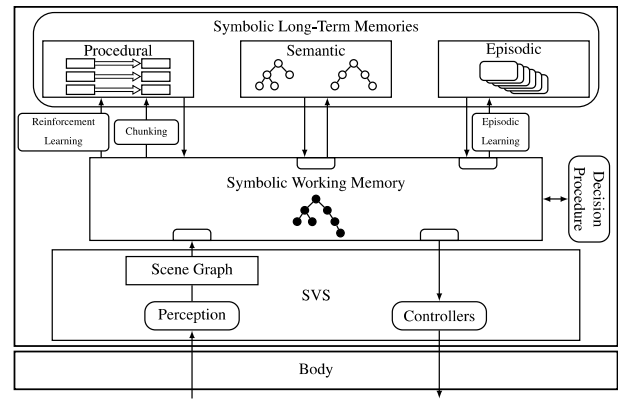 Symbolic Long-Term Memories
Procedural
Semantic
Episodic
Reinforcement
Learning
Chunking
Episodic
Learning
Symbolic Working Memory
Decision
Procedure
Scene Graph
SVS
Perception
Controllers
Body